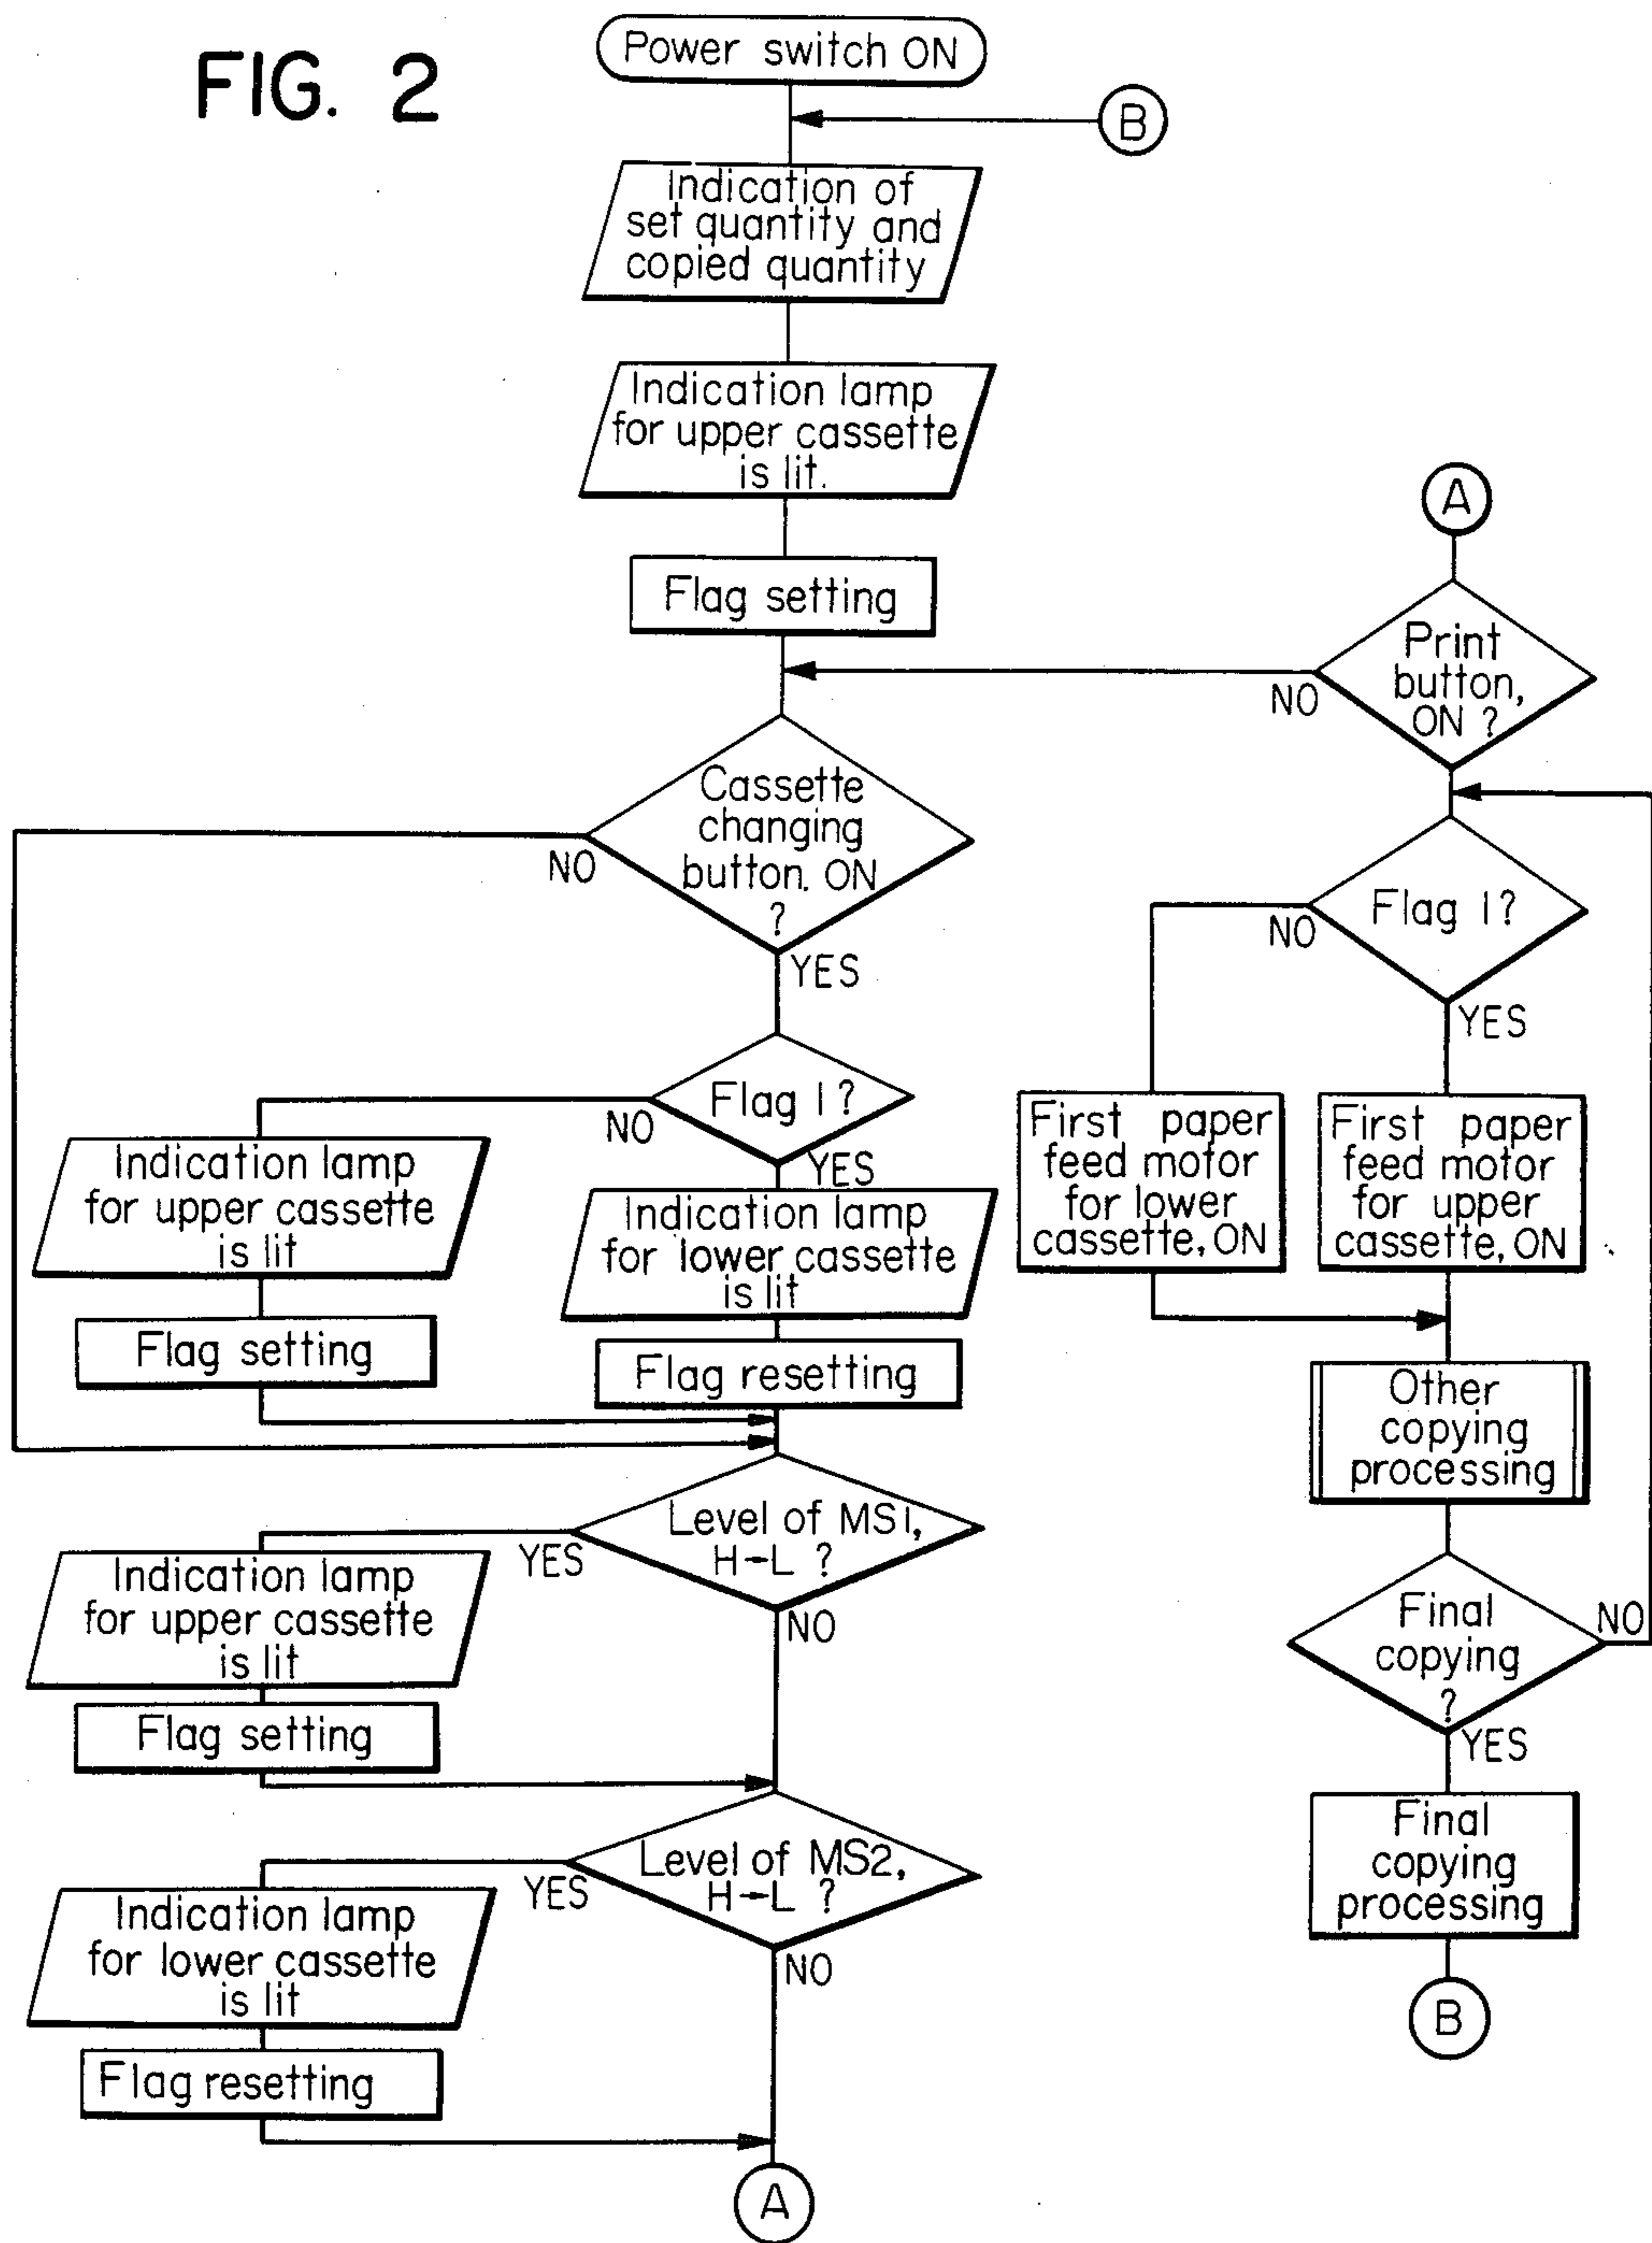 FIG. 2
Power switch ON
B
Indication of
set quantity and
copied quantity
Indication lamp
for upper cassette
is lit.
Flag setting
A
Print
button,
ON ?
NO
Cassette
changing
button. ON
?
NO
YES
Flag 1?
NO
YES
Flag 1?
NO
YES
First paper
feed motor
for lower
cassette, ON
First paper
feed motor
for upper
cassette, ON
Indication lamp
for upper cassette
is lit
Indication lamp
for lower cassette
is lit
Flag setting
Flag resetting
Other
copying
processing
Level of MS1,
H→L ?
YES
NO
Indication lamp
for upper cassette
is lit
Flag setting
Final
copying
?
NO
YES
Level of MS2,
H→L ?
YES
NO
Indication lamp
for lower cassette
is lit
Flag resetting
Final
copying
processing
B
A